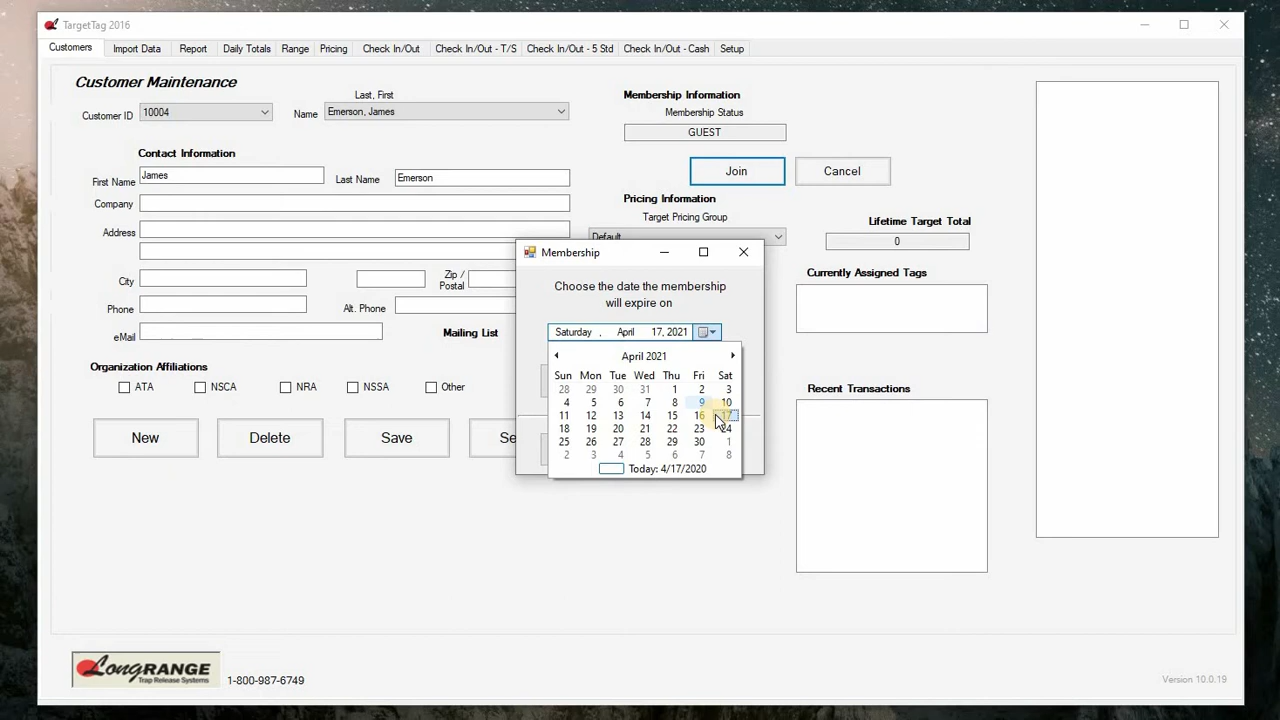 TargetTag 2016
Customers Import Data Report Daily Totals Range Pricing Check In/Out Check In/Out - T/S Check In/Out - 5 Std Check In/Out - Cash Setup
Customer Maintenance
Last, First
Customer ID 10004 Name Emerson, James
Contact Information
First Name James Last Name Emerson
Company
Address
City Zip / Postal
Phone Alt. Phone
eMail Mailing List
Organization Affiliations
ATA NSCA NRA NSSA Other
New Delete Save Se
Membership Information
Membership Status
GUEST
Join Cancel
Pricing Information
Target Pricing Group
Default
Lifetime Target Total
0
Currently Assigned Tags
Recent Transactions
Membership
Choose the date the membership
will expire on
Saturday , April 17, 2021
April 2021
Sun Mon Tue Wed Thu Fri Sat
28 29 30 31 1 2 3
4 5 6 7 8 9 10
11 12 13 14 15 16 17
18 19 20 21 22 23 24
25 26 27 28 29 30 1
2 3 4 5 6 7 8
Today: 4/17/2020
LONGRANGE
Trap Release Systems
1-800-987-6749
Version 10.0.19